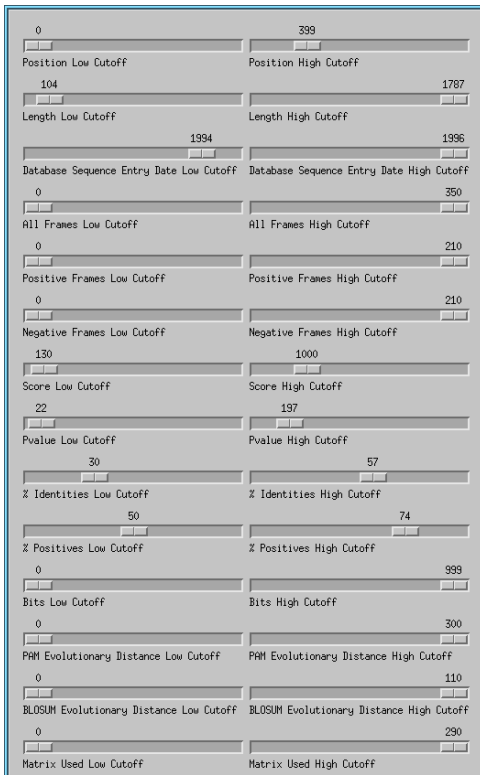 0 399
Position Low Cutoff Position High Cutoff
104 1787
Length Low Cutoff Length High Cutoff
1994 1996
Database Sequence Entry Date Low Cutoff Database Sequence Entry Date High Cutoff
0 350
All Frames Low Cutoff All Frames High Cutoff
0 210
Positive Frames Low Cutoff Positive Frames High Cutoff
0 210
Negative Frames Low Cutoff Negative Frames High Cutoff
130 1000
Score Low Cutoff Score High Cutoff
22 197
Pvalue Low Cutoff Pvalue High Cutoff
30 57
% Identities Low Cutoff % Identities High Cutoff
50 74
% Positives Low Cutoff % Positives High Cutoff
0 999
Bits Low Cutoff Bits High Cutoff
0 300
PAM Evolutionary Distance Low Cutoff PAM Evolutionary Distance High Cutoff
0 110
BLOSUM Evolutionary Distance Low Cutoff BLOSUM Evolutionary Distance High Cutoff
0 290
Matrix Used Low Cutoff Matrix Used High Cutoff